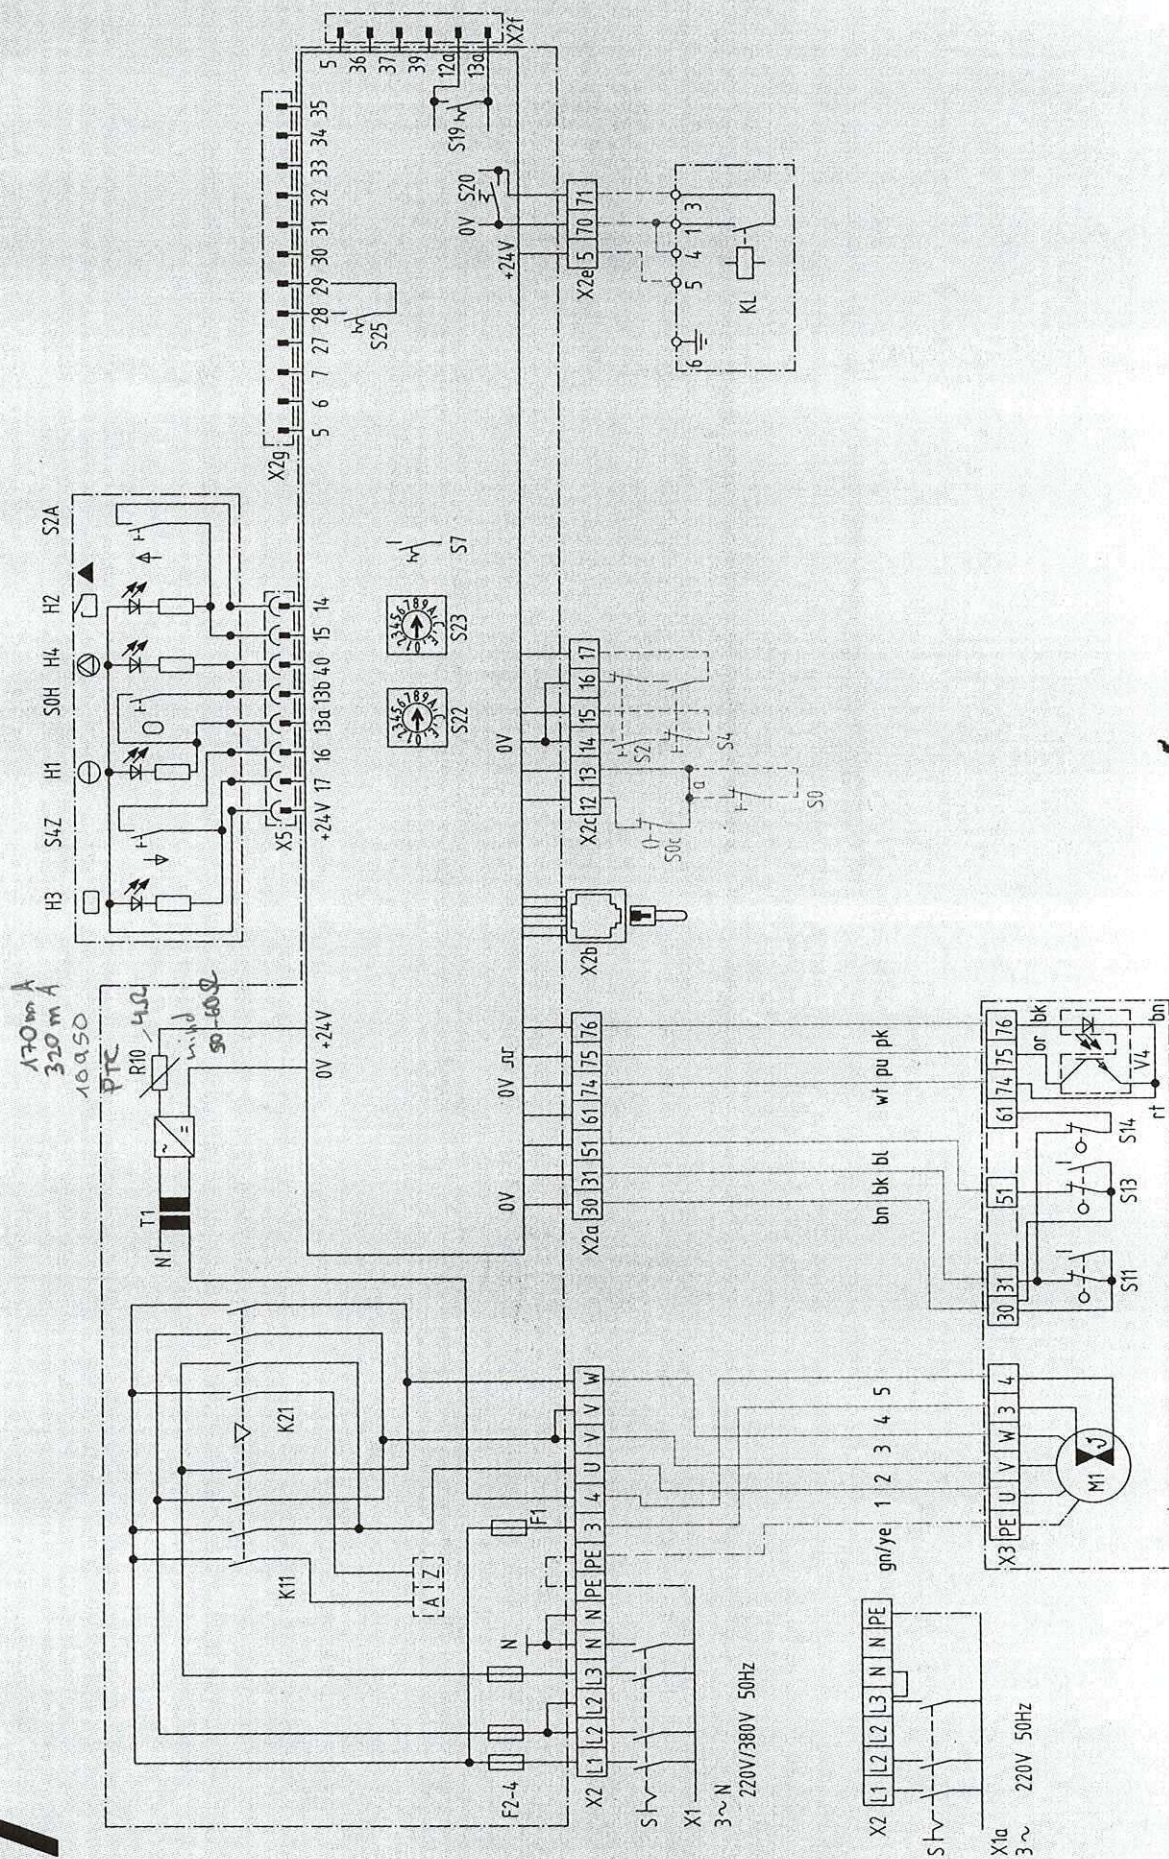 170mA
320mA
10a50
PTC
4Ω
mind
50-60Ω
H3
S4Z
H1
S0H
H4
H2
S2A
X5
+24V
17
16
13a
13b
40
15
14
X2g
5
6
7
27
28
29
30
31
32
33
34
35
S25
5
36
37
39
12a
13a
X2f
S19
S22
0123456789A
S23
0123456789A
S7
S20
0V
+24V
X2e
5
70
71
6
5
4
1
3
KL
N
T1
~
=
R10
0V +24V
K11
K21
A
Z
F1
F2-4
N
X2
L1
L2
L2
L3
N
N
PE
PE
3
4
U
V
V
W
S
X1
3~N
220V/380V 50Hz
0V
0V
X2a
30
31
51
61
74
75
76
X2b
0V
X2c
12
13
14
15
16
17
S0c
a
S0
S2
S4
gn/ye 1 2 3 4 5
bn bk bl
wt pu pk
X3
PE
U
V
W
3
4
M1
30
31
51
61
74
75
76
S11
S13
S14
or
bk
V4
rt
bn
X2
L1
L2
L2
L3
N
N
PE
S
X1a
3~
220V 50Hz